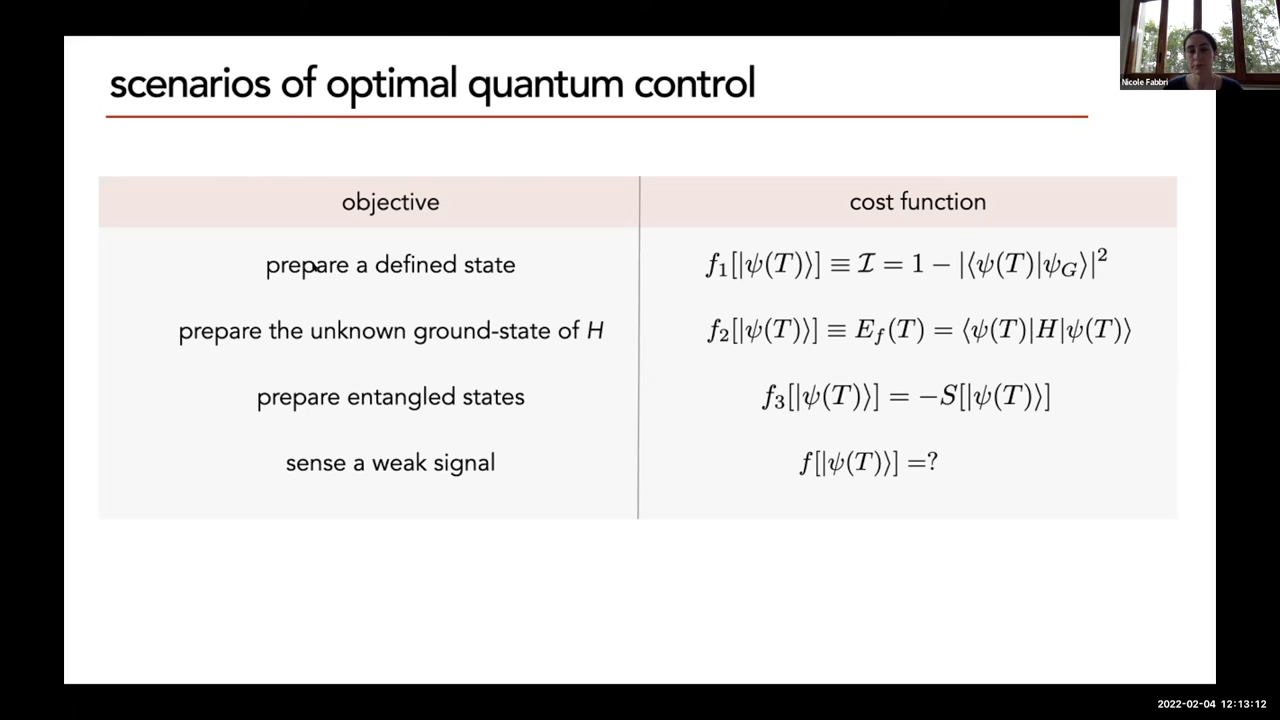 Nicole Fabbri
scenarios of optimal quantum control
objective
cost function
prepare a defined state
f₁[|ψ(T)⟩] ≡ ℐ = 1 − |⟨ψ(T)|ψ_G⟩|²
prepare the unknown ground-state of H
f₂[|ψ(T)⟩] ≡ E_f(T) = ⟨ψ(T)|H|ψ(T)⟩
prepare entangled states
f₃[|ψ(T)⟩] = −S[|ψ(T)⟩]
sense a weak signal
f[|ψ(T)⟩] =?
2022-02-04 12:13:12